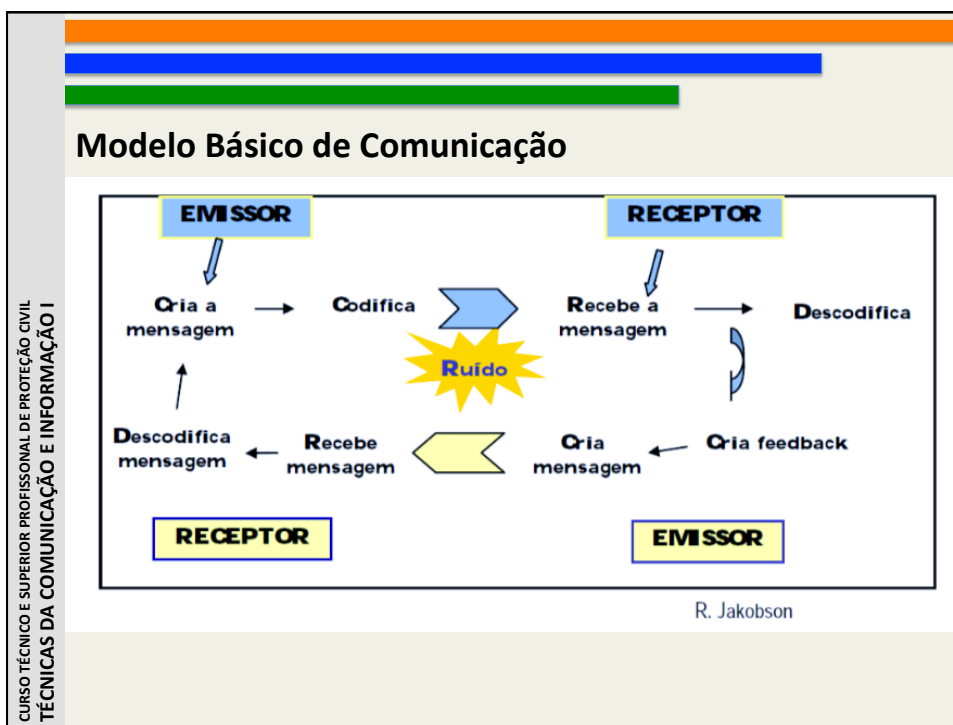 CURSO TÉCNICO E SUPERIOR PROFISSIONAL DE PROTEÇÃO CIVIL
TÉCNICAS DA COMUNICAÇÃO E INFORMAÇÃO I
Modelo Básico de Comunicação
EMISSOR
RECEPTOR
Cria a
mensagem
Codifica
Recebe a
mensagem
Descodifica
Ruído
Descodifica
mensagem
Recebe
mensagem
Cria
mensagem
Cria feedback
RECEPTOR
EMISSOR
R. Jakobson